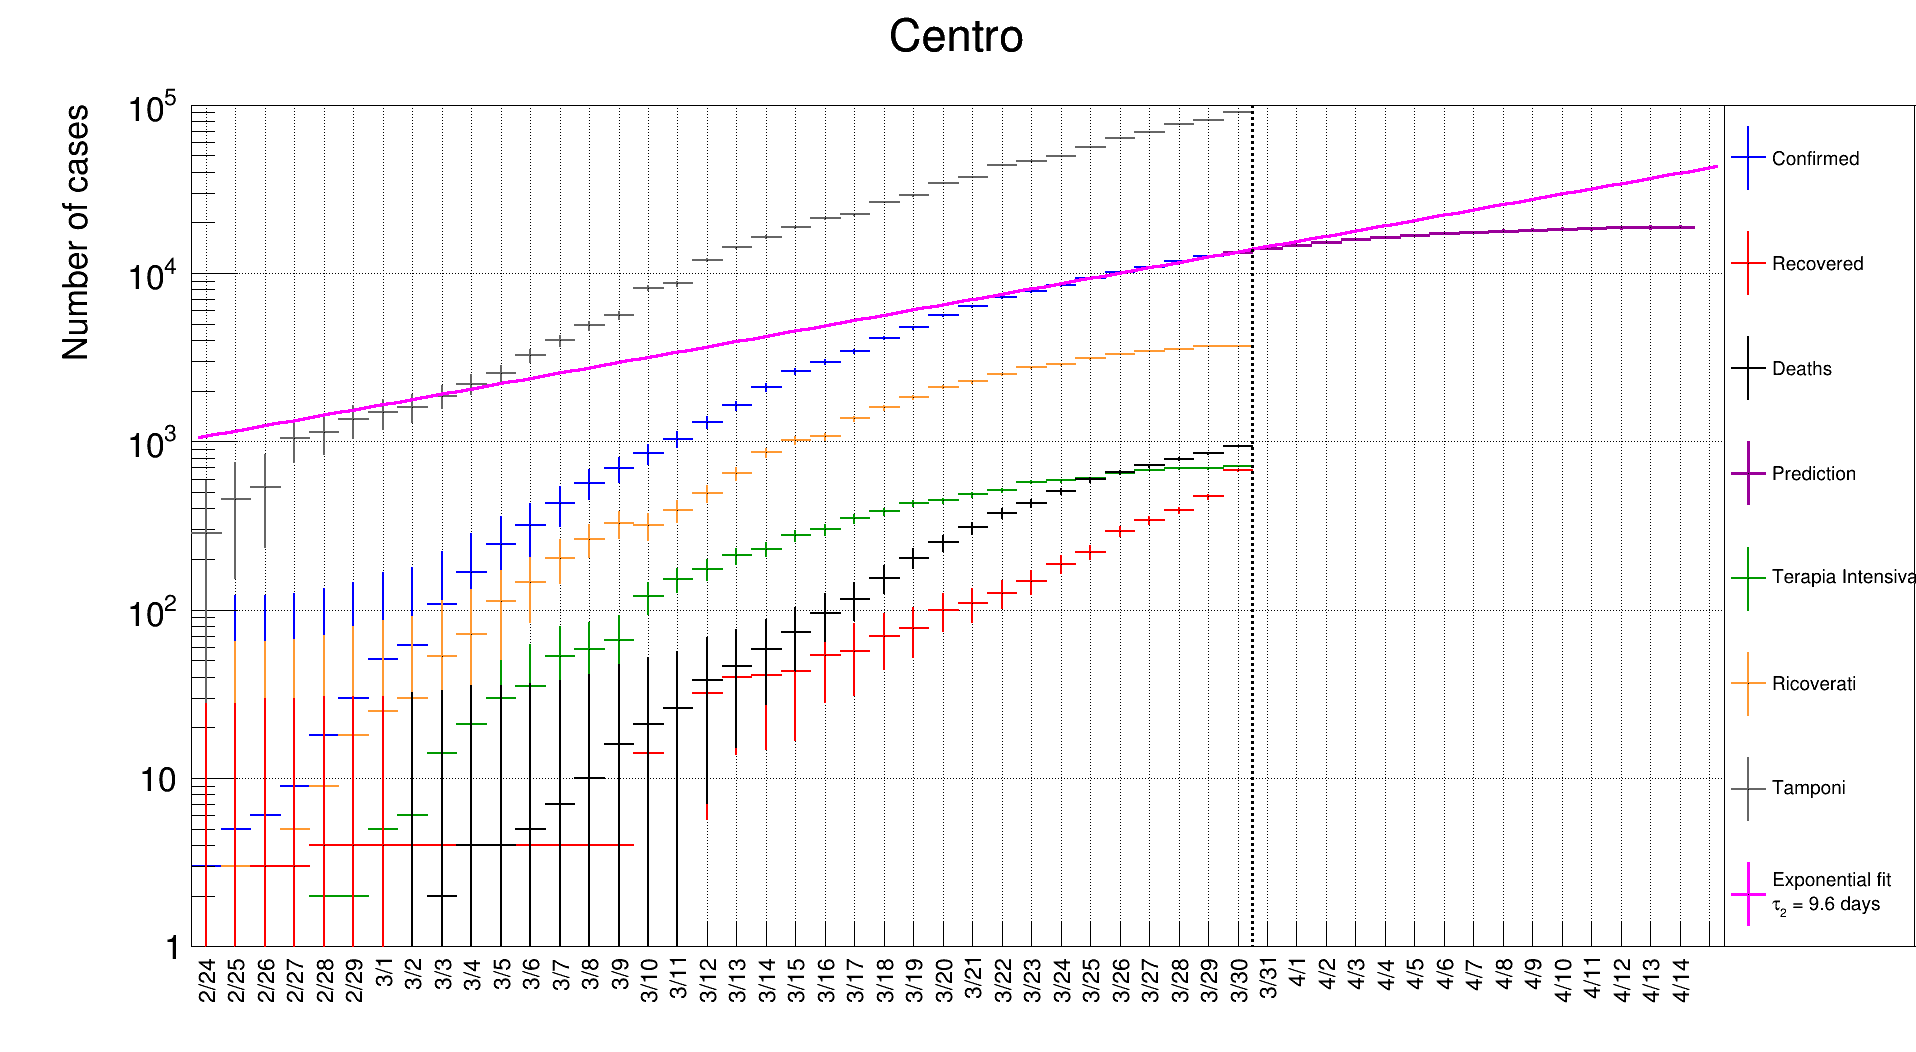 Centro
Number of cases
10^5
10^4
10^3
10^2
10
1
2/24 2/25 2/26 2/27 2/28 2/29 3/1 3/2 3/3 3/4 3/5 3/6 3/7 3/8 3/9 3/10 3/11 3/12 3/13 3/14 3/15 3/16 3/17 3/18 3/19 3/20 3/21 3/22 3/23 3/24 3/25 3/26 3/27 3/28 3/29 3/30 3/31 4/1 4/2 4/3 4/4 4/5 4/6 4/7 4/8 4/9 4/10 4/11 4/12 4/13 4/14
Confirmed
Recovered
Deaths
Prediction
Terapia Intensiva
Ricoverati
Tamponi
Exponential fit
τ₂ = 9.6 days